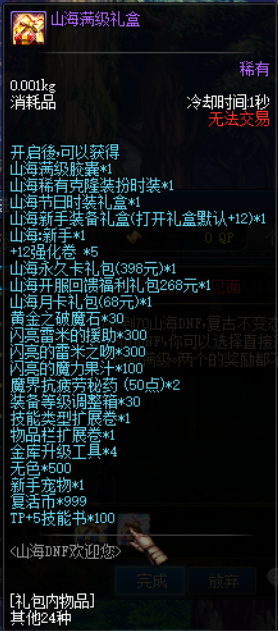 山海满级礼盒
稀有
0.001kg
消耗品
冷却时间:1秒
无法交易
开启後,可以获得
山海满级胶囊*1
山海稀有克隆装扮时装*1
山海节日时装礼盒*1
山海新手装备礼盒(打开礼盒默认+12)*1
山海:新手*1
+12强化卷 *5
山海永久卡礼包(398元)*1
山海开服回馈福利礼包268元*1
山海月卡礼包(68元)*1
黄金之破魔石*30
闪亮雷米的援助*300
闪亮的雷米之吻*300
闪亮的魔力果汁*100
魔界抗疲劳秘药 (50点)*2
装备等级调整箱*30
技能类型扩展卷*1
物品栏扩展卷*1
金库升级工具*4
无色*500
新手宠物*1
复活币*999
TP+5技能书*100
<山海DNF欢迎您>
[礼包内物品]
其他24种
0 QP
完成
放弃